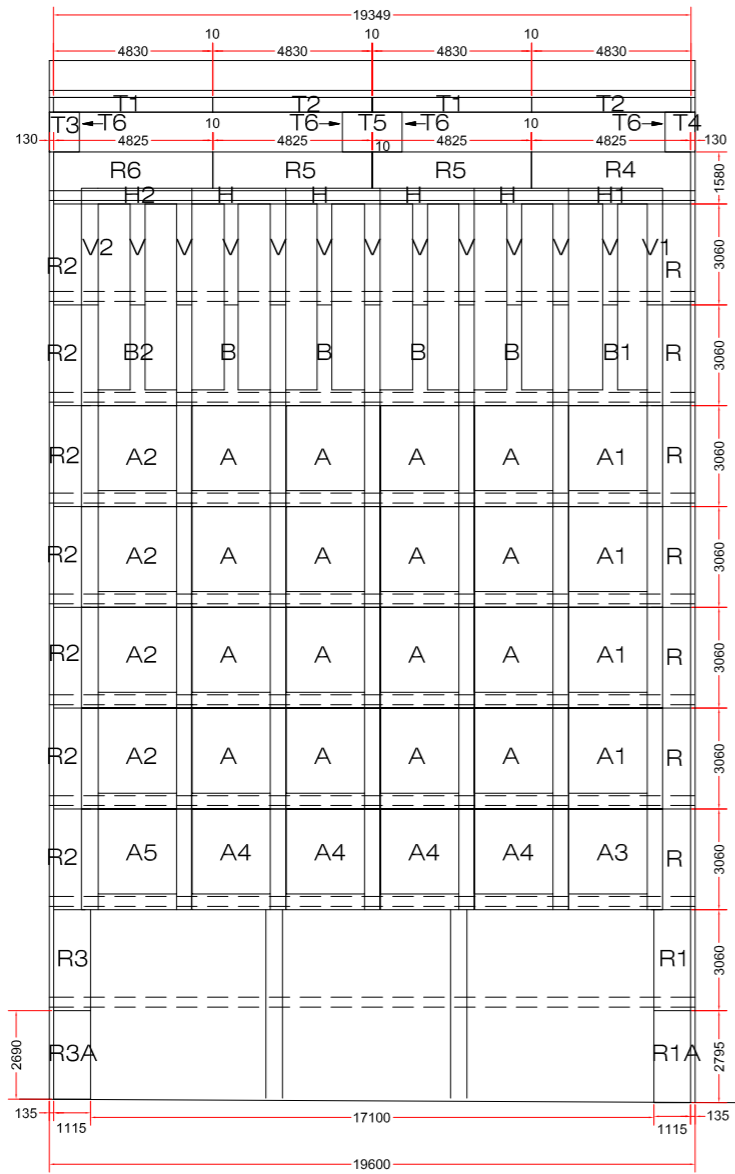 19349
10 10 10
4830 4830 4830 4830
T1 T2 T1 T2
T3 T6 T6 T5 T6 T6 T4
130 4825 10 4825 10 4825 10 4825 130
R6 R5 R5 R4 1580
H2 H H H H H1
V2 V V V V V V V V V V V V1
R2 R 3060
R2 B2 B B B B B1 R 3060
R2 A2 A A A A A1 R 3060
R2 A2 A A A A A1 R 3060
R2 A2 A A A A A1 R 3060
R2 A2 A A A A A1 R 3060
R2 A5 A4 A4 A4 A4 A3 R 3060
R3 R1 3060
2690 R3A R1A 2795
135 17100 135
1115 1115
19600